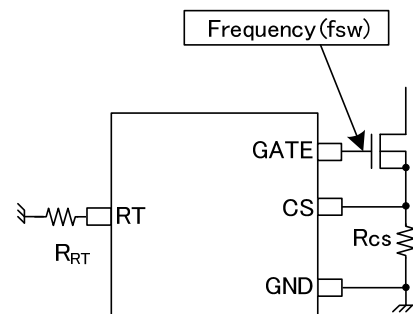 Frequency(fsw)
GATE
RT
CS
Rcs
RRT
GND